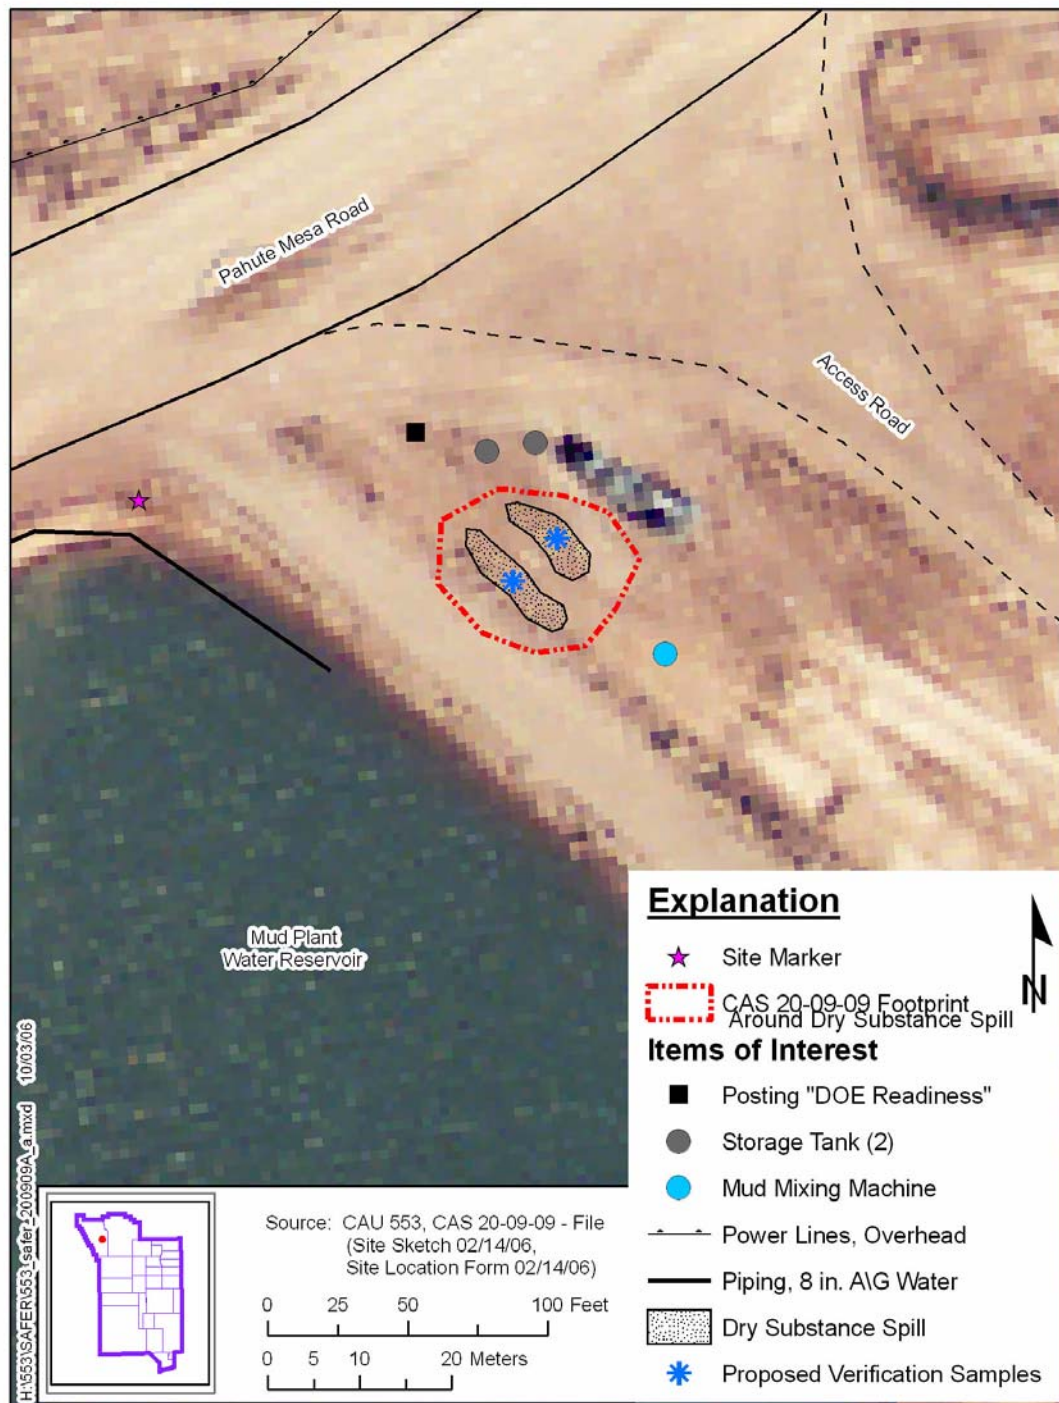 Pahute Mesa Road
Access Road
Mud Plant
Water Reservoir
Explanation
Site Marker
CAS 20-09-09 Footprint
Around Dry Substance Spill
N
Items of Interest
Posting "DOE Readiness"
Storage Tank (2)
Mud Mixing Machine
Power Lines, Overhead
Piping, 8 in. A\G Water
Dry Substance Spill
Proposed Verification Samples
Source: CAU 553, CAS 20-09-09 - File
(Site Sketch 02/14/06,
Site Location Form 02/14/06)
0 25 50 100 Feet
0 5 10 20 Meters
H:\553\SAFER\553_safer_200909A_a.mxd 10/03/06